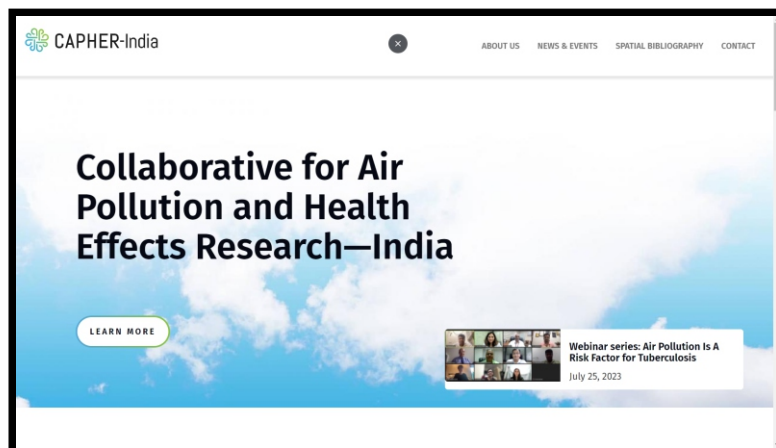 CAPHER-India
ABOUT US NEWS & EVENTS SPATIAL BIBLIOGRAPHY CONTACT
Collaborative for Air
Pollution and Health
Effects Research—India
LEARN MORE
Webinar series: Air Pollution Is A
Risk Factor for Tuberculosis
July 25, 2023